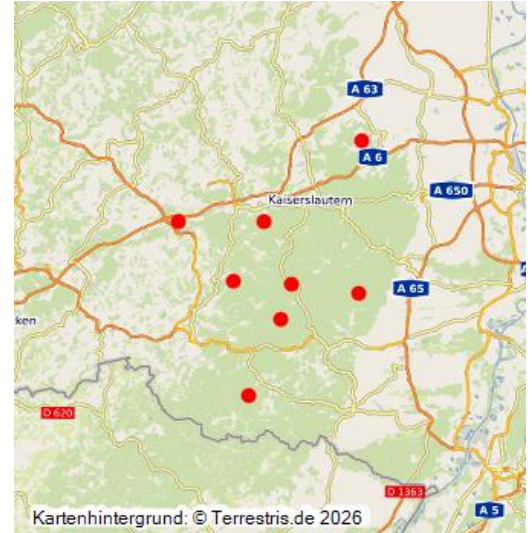 A 63
A 6
Kaiserslautern
A 650
A 65
ken
D 620
D 1363
A 5
Kartenhintergrund: © Terrestris.de 2026